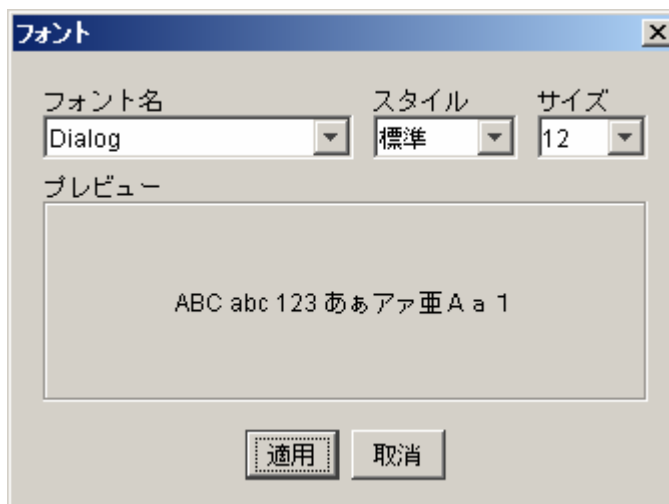 フォント
フォント名 スタイル サイズ
Dialog 標準 12
プレビュー
ABC abc 123 あぁアァ亜Ａａ１
適用 取消